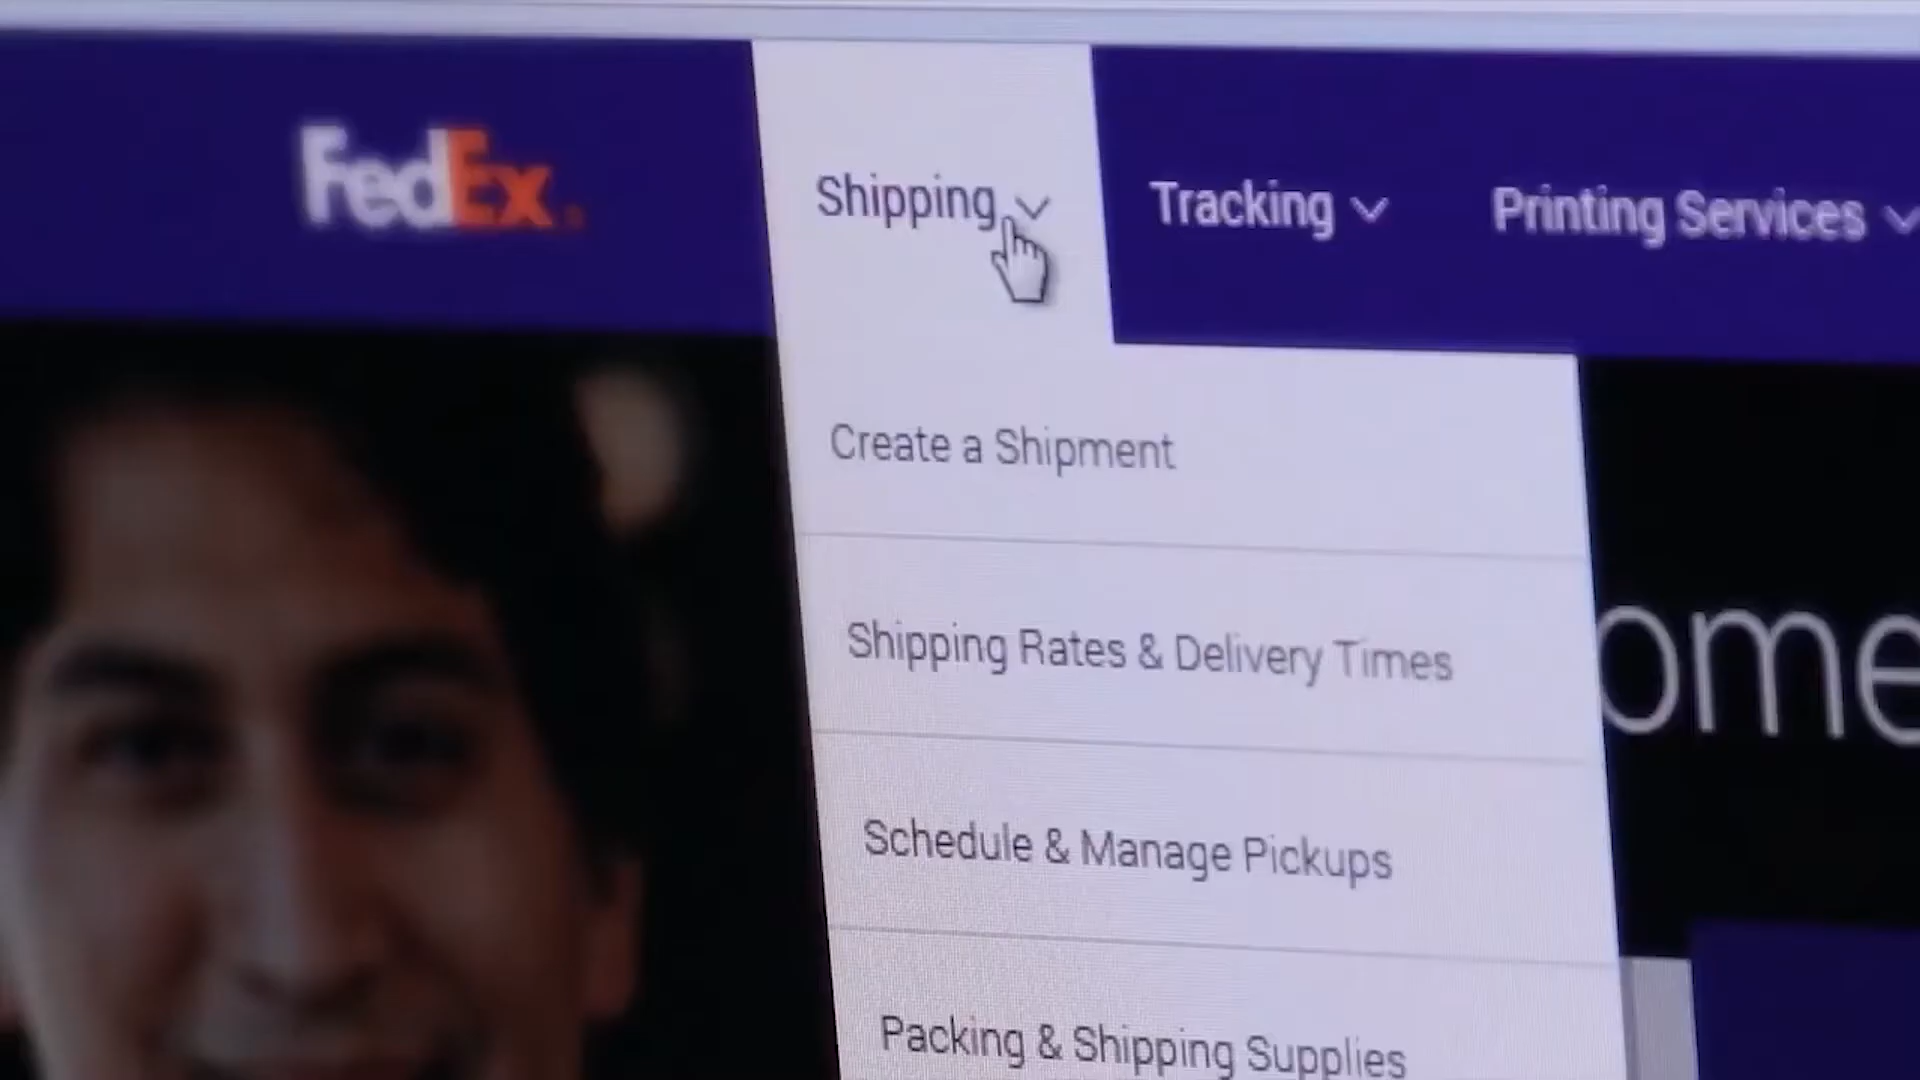 FedEx
Shipping
Tracking
Printing Services
Create a Shipment
Shipping Rates & Delivery Times
ome
Schedule & Manage Pickups
Packing & Shipping Supplies